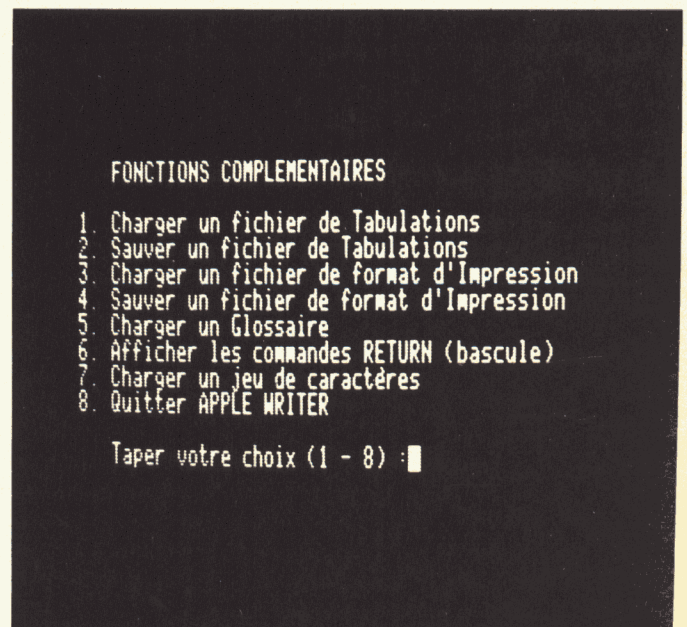 FONCTIONS COMPLEMENTAIRES
1. Charger un fichier de Tabulations
2. Sauver un fichier de Tabulations
3. Charger un fichier de format d'Impression
4. Sauver un fichier de format d'Impression
5. Charger un Glossaire
6. Afficher les commandes RETURN (bascule)
7. Charger un jeu de caractères
8. Quitter APPLE WRITER
Taper votre choix (1 - 8) :